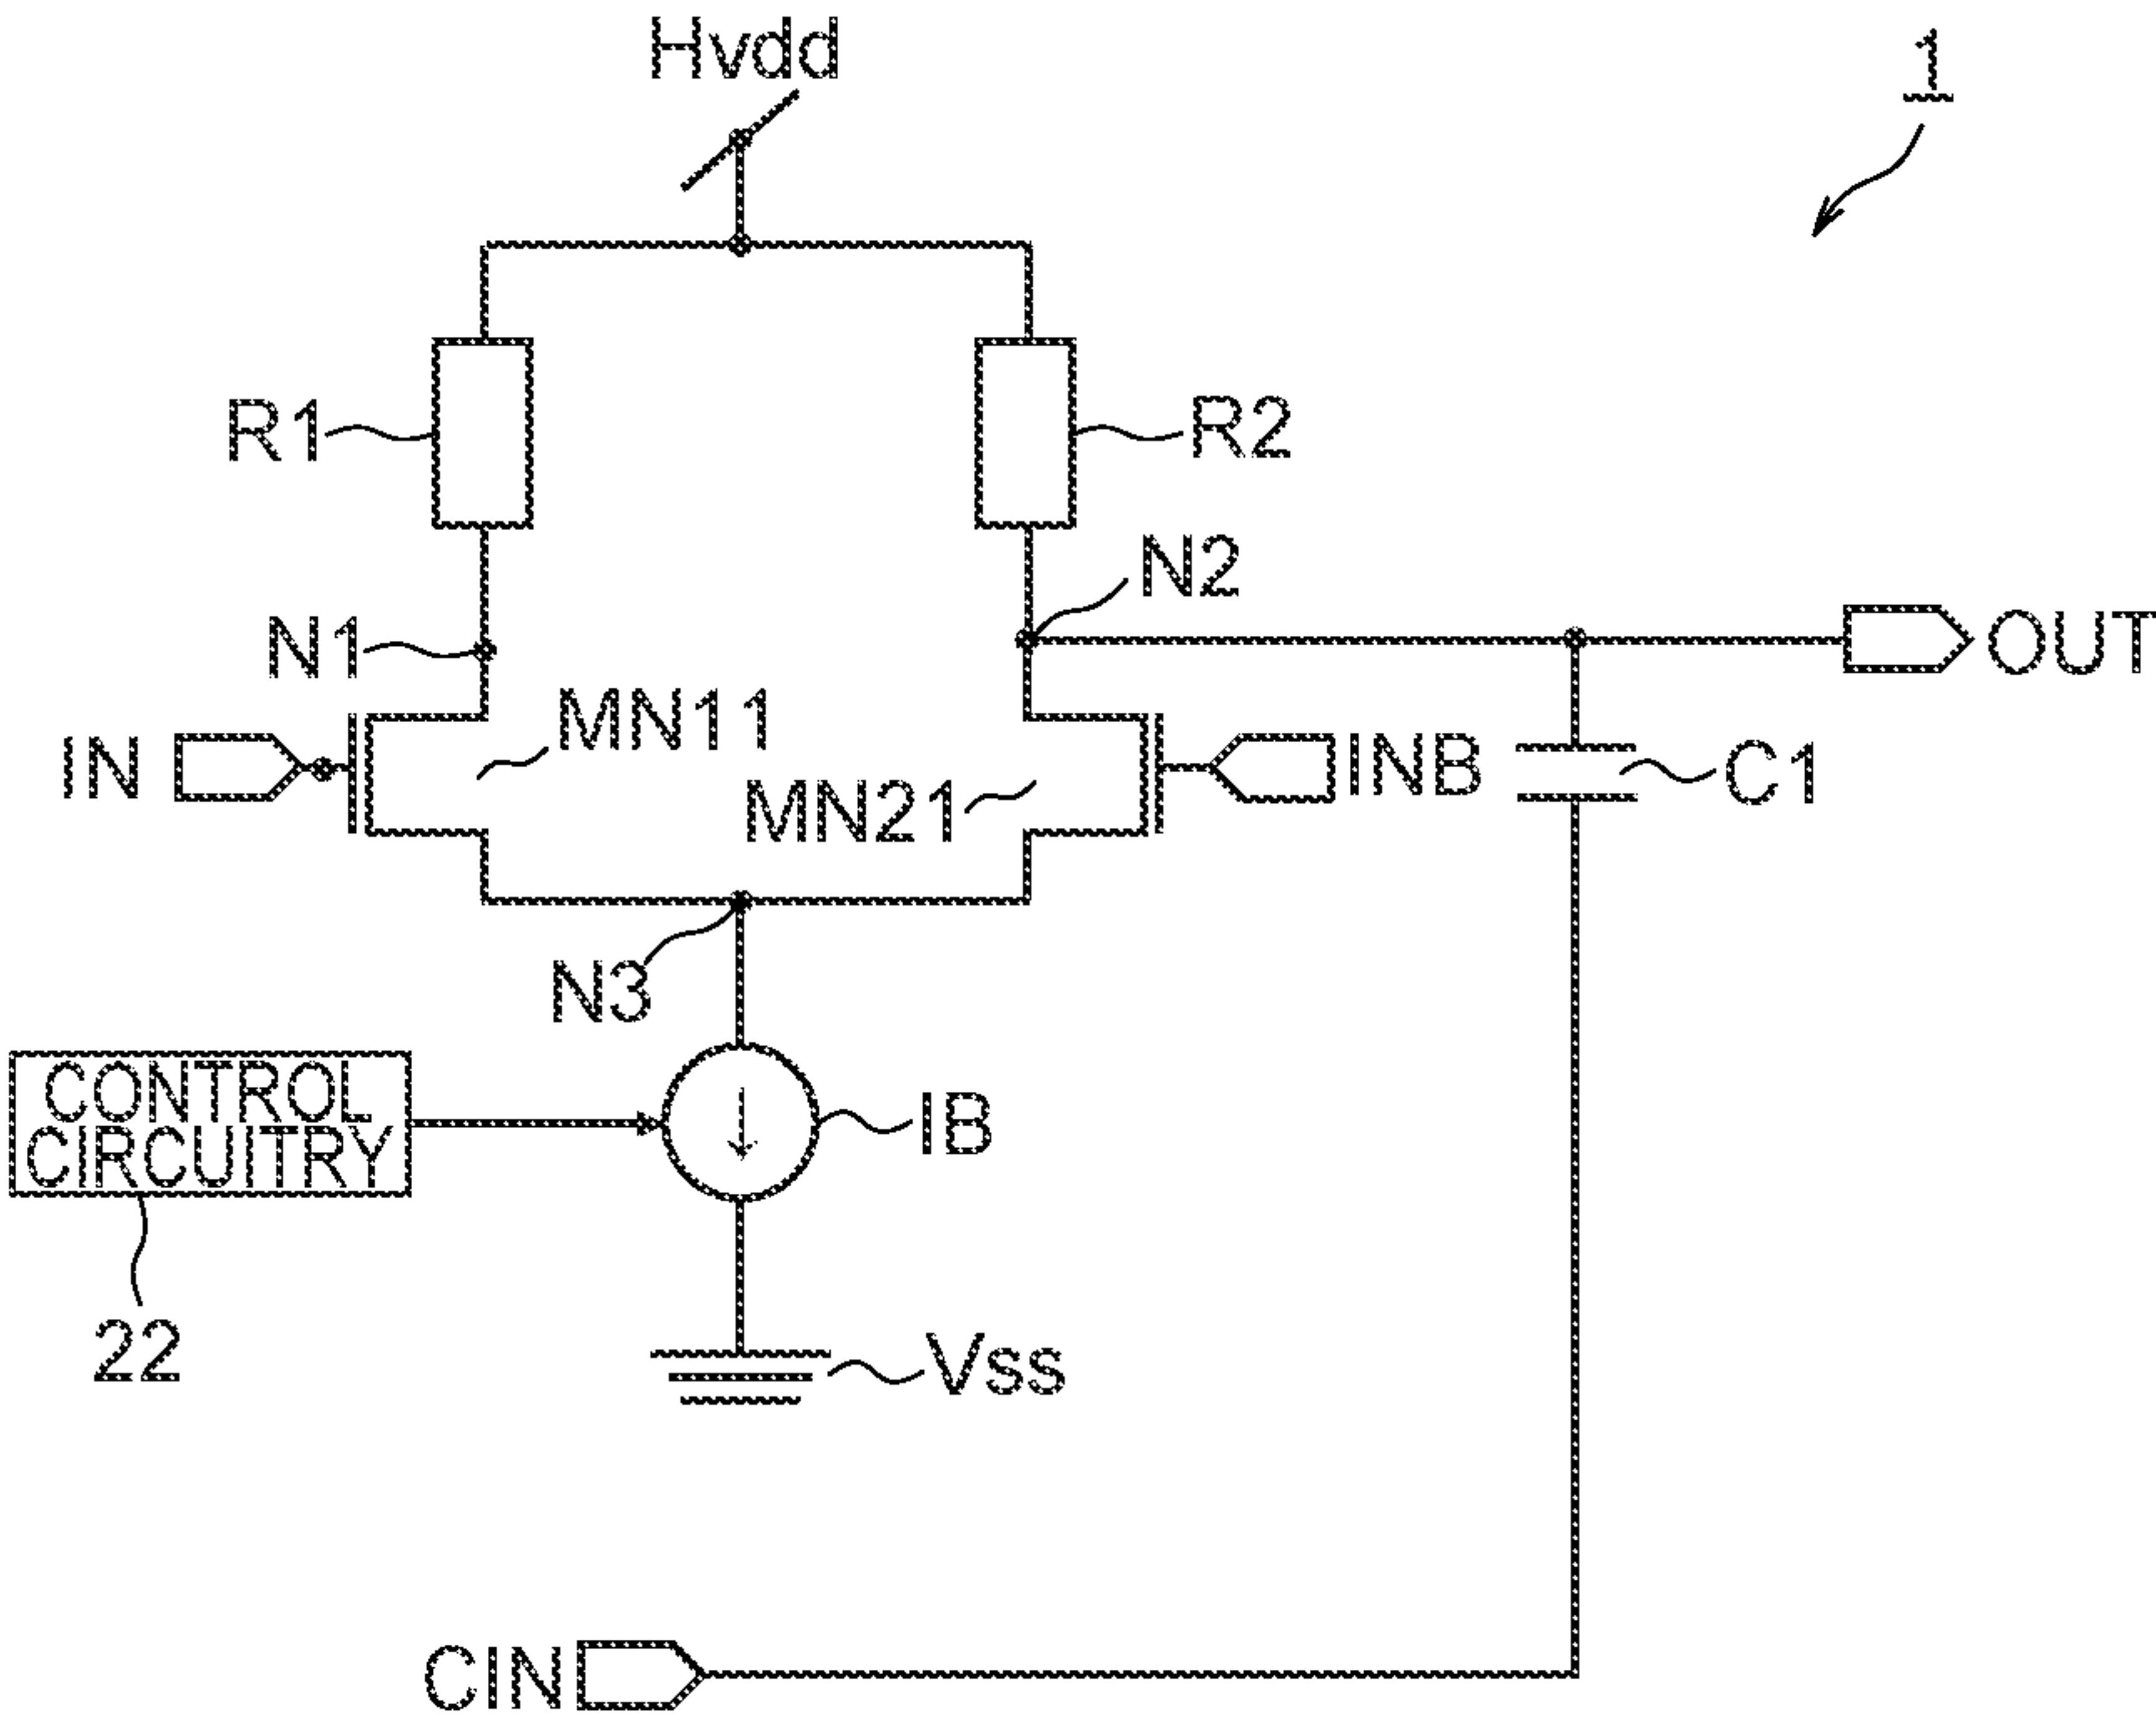 Hvdd
1
R1
R2
N2
N1
OUT
MN11
IN
INB
C1
MN21
N3
CONTROL
CIRCUITRY
IB
22
Vss
CIN